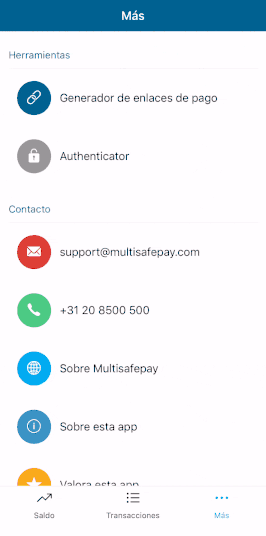 Más
Herramientas
Generador de enlaces de pago
Authenticator
Contacto
support@multisafepay.com
+31 20 8500 500
Sobre Multisafepay
Sobre esta app
Valora esta app
Saldo
Transacciones
Más